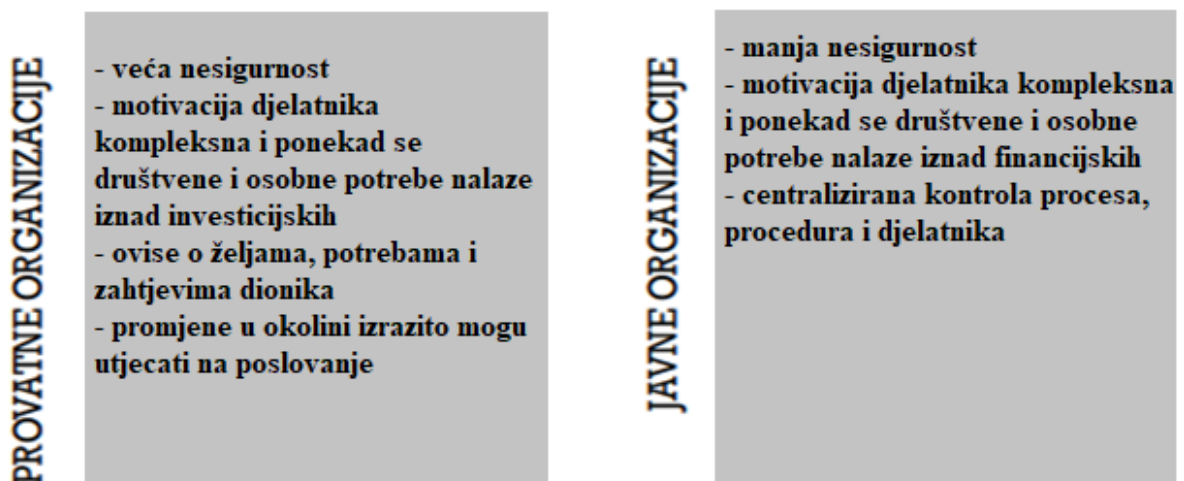 PROVATNE ORGANIZACIJE
- veća nesigurnost
- motivacija djelatnika
kompleksna i ponekad se
društvene i osobne potrebe nalaze
iznad investicijskih
- ovise o željama, potrebama i
zahtjevima dionika
- promjene u okolini izrazito mogu
utjecati na poslovanje
JAVNE ORGANIZACIJE
- manja nesigurnost
- motivacija djelatnika kompleksna
i ponekad se društvene i osobne
potrebe nalaze iznad financijskih
- centralizirana kontrola procesa,
procedura i djelatnika